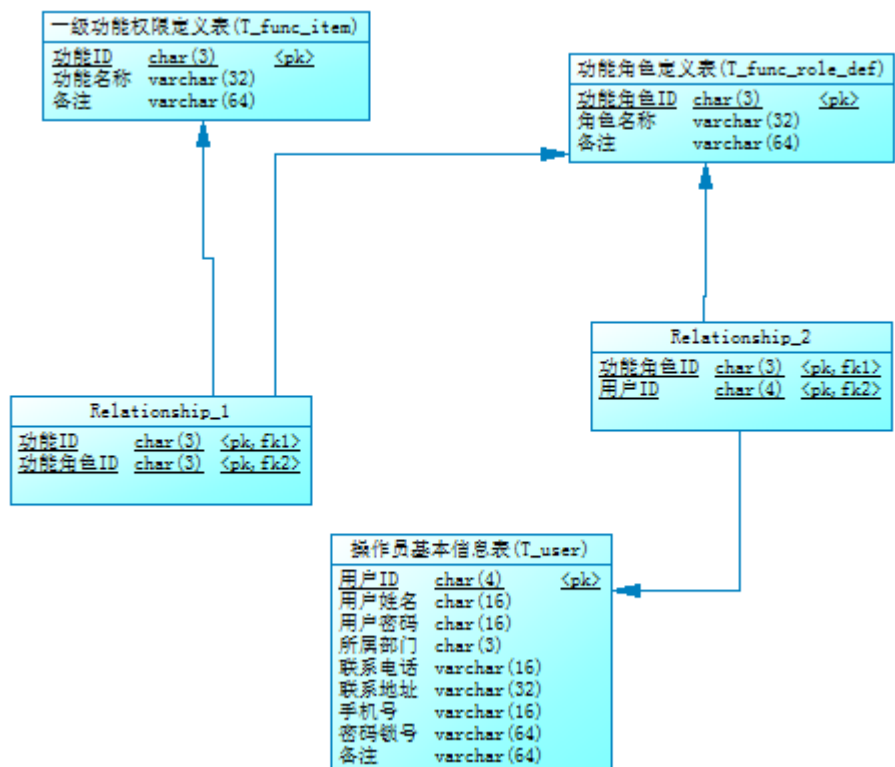 一级功能权限定义表(T_func_item)
功能ID char(3) <pk>
功能名称 varchar(32)
备注 varchar(64)
功能角色定义表(T_func_role_def)
功能角色ID char(3) <pk>
角色名称 varchar(32)
备注 varchar(64)
Relationship_2
功能角色ID char(3) <pk,fk1>
用户ID char(4) <pk,fk2>
Relationship_1
功能ID char(3) <pk,fk1>
功能角色ID char(3) <pk,fk2>
操作员基本信息表(T_user)
用户ID char(4) <pk>
用户姓名 char(16)
用户密码 char(16)
所属部门 char(3)
联系电话 varchar(16)
联系地址 varchar(32)
手机号 varchar(16)
密码锁号 varchar(64)
备注 varchar(64)